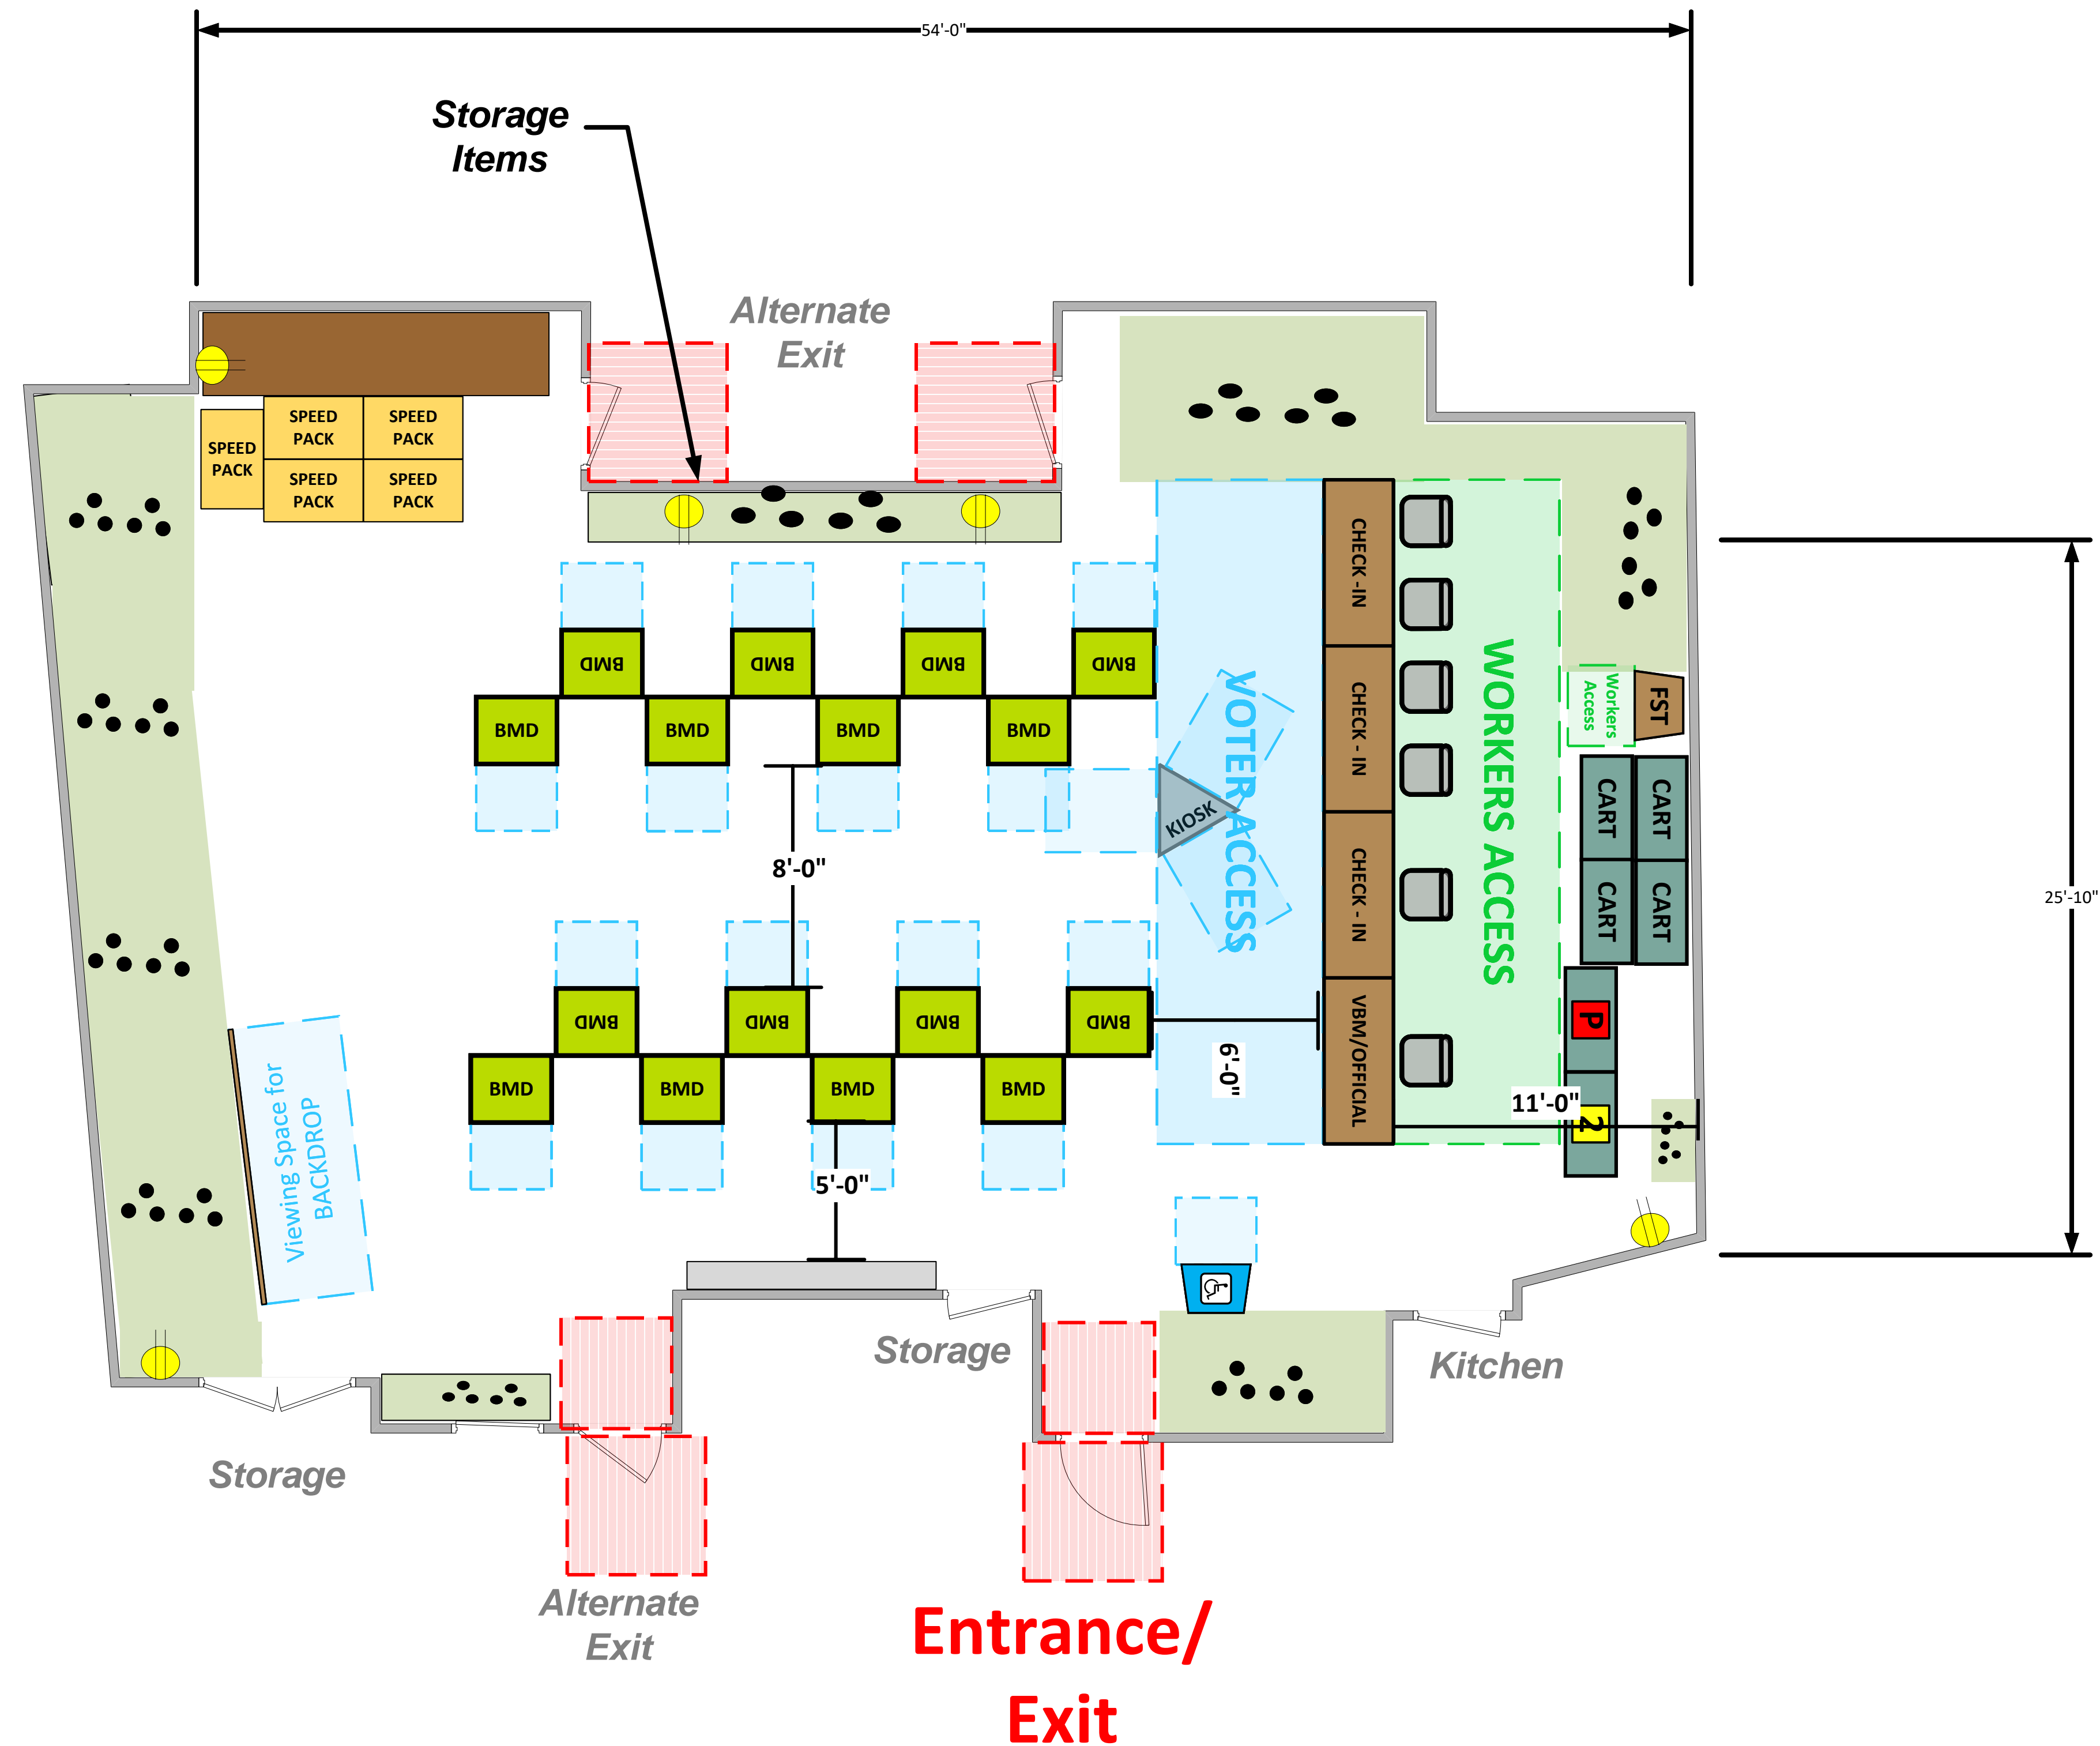 54'-0"
Storage
Items
Alternate
Exit
SPEED
PACK
SPEED
PACK
SPEED
PACK
SPEED
PACK
SPEED
PACK
BMD
BMD
BMD
BMD
BMD
BMD
BMD
BMD
8'-0"
BMD
BMD
BMD
BMD
BMD
BMD
BMD
BMD
5'-0"
KIOSK
VOTER ACCESS
6'-0"
CHECK -IN
CHECK - IN
CHECK - IN
VBM/OFFICIAL
WORKERS ACCESS
Workers
Access
FST
CART
CART
CART
CART
P
2
11'-0"
25'-10"
Viewing Space for
BACKDROP
Storage
Kitchen
Storage
Alternate
Exit
Entrance/
Exit